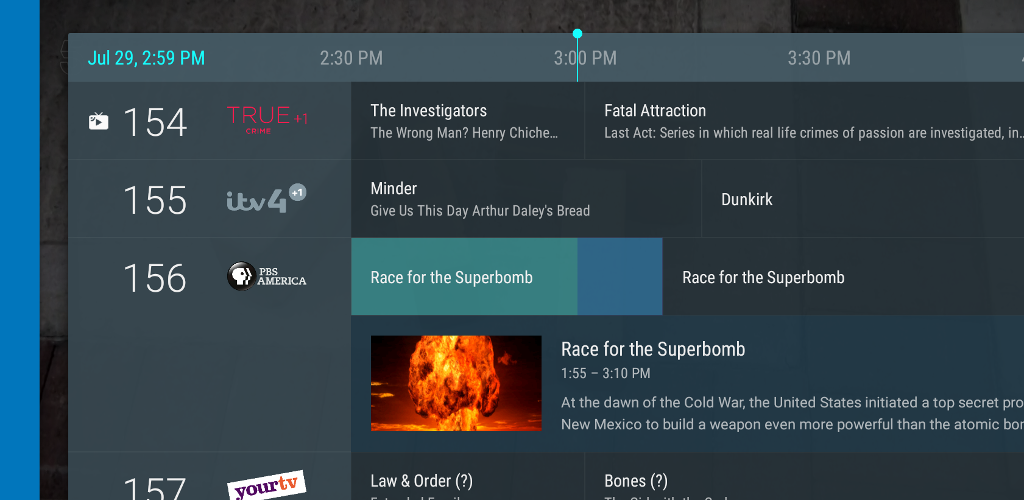 Jul 29, 2:59 PM 2:30 PM 3:00 PM 3:30 PM
154 TRUE +1 The Investigators Fatal Attraction
CRIME The Wrong Man? Henry Chiche… Last Act: Series in which real life crimes of passion are investigated, in…
155 itv4 +1 Minder Dunkirk
Give Us This Day Arthur Daley's Bread
156 PBS AMERICA Race for the Superbomb Race for the Superbomb
Race for the Superbomb
1:55 – 3:10 PM
At the dawn of the Cold War, the United States initiated a top secret pro
New Mexico to build a weapon even more powerful than the atomic bor
157 yourtv Law & Order (?) Bones (?)